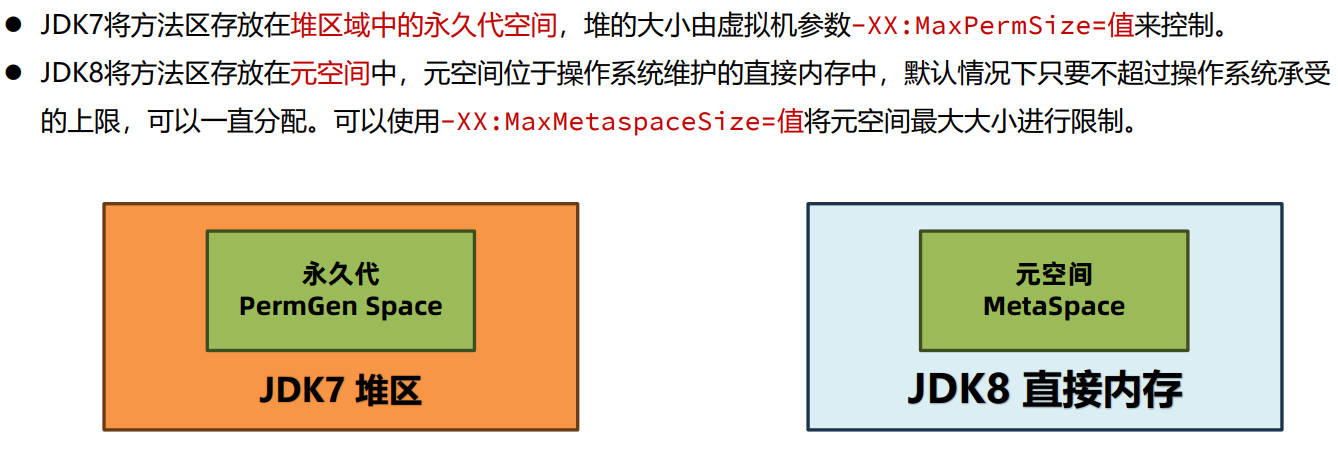 ● JDK7将方法区存放在堆区域中的永久代空间，堆的大小由虚拟机参数-XX:MaxPermSize=值来控制。
● JDK8将方法区存放在元空间中，元空间位于操作系统维护的直接内存中，默认情况下只要不超过操作系统承受
的上限，可以一直分配。可以使用-XX:MaxMetaspaceSize=值将元空间最大大小进行限制。
永久代
PermGen Space
JDK7 堆区
元空间
MetaSpace
JDK8 直接内存